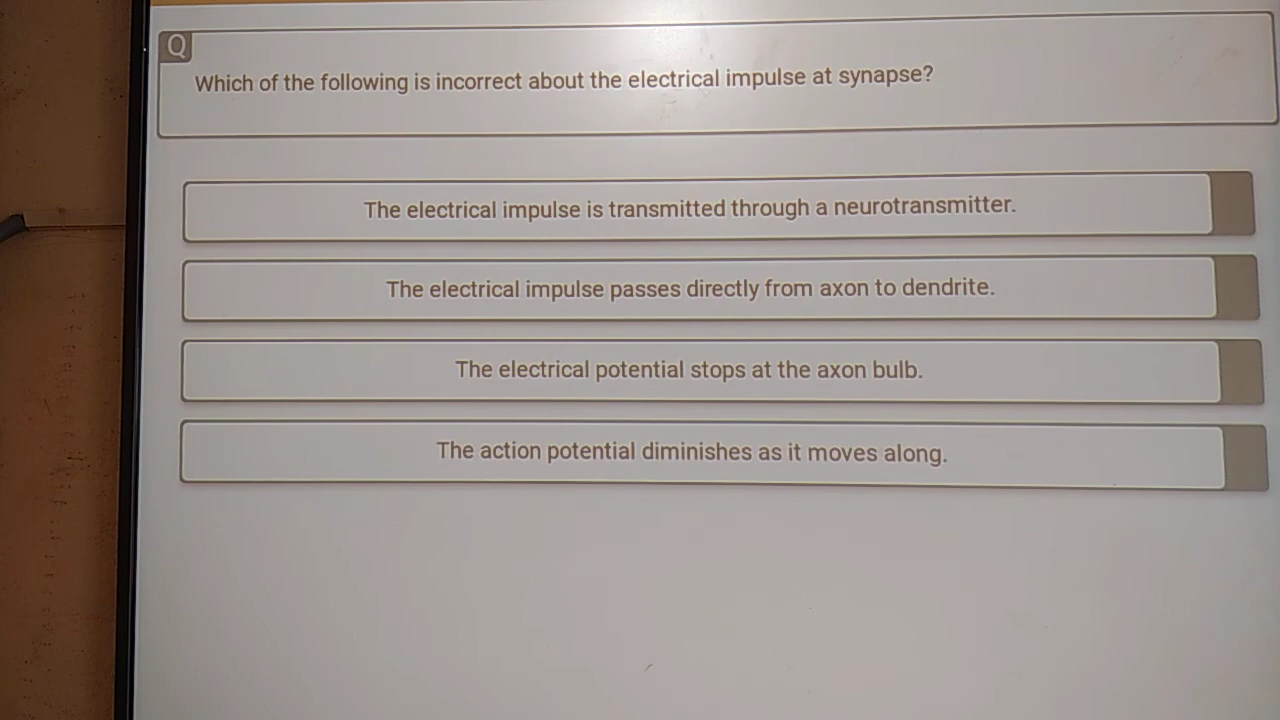 Q
Which of the following is incorrect about the electrical impulse at synapse?
The electrical impulse is transmitted through a neurotransmitter.
The electrical impulse passes directly from axon to dendrite.
The electrical potential stops at the axon bulb.
The action potential diminishes as it moves along.